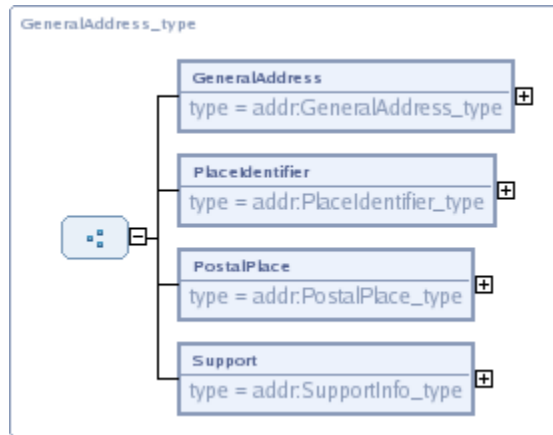 GeneralAddress_type
GeneralAddress
type = addr:GeneralAddress_type
PlaceIdentifier
type = addr:PlaceIdentifier_type
PostalPlace
type = addr:PostalPlace_type
Support
type = addr:SupportInfo_type